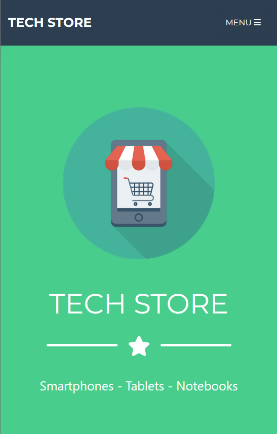 TECH STORE
MENU
TECH STORE
Smartphones - Tablets - Notebooks